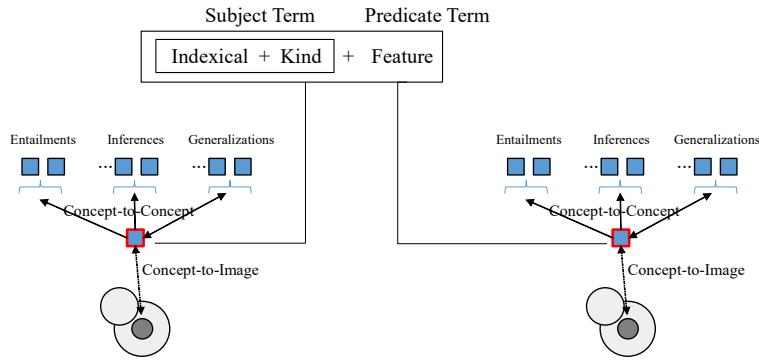 Subject Term Predicate Term
Indexical + Kind + Feature
Entailments Inferences Generalizations Entailments Inferences Generalizations
... ... ... ...
Concept-to-Concept Concept-to-Concept
Concept-to-Image Concept-to-Image